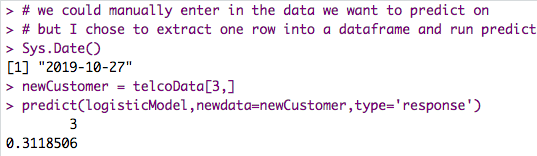 > # we could manually enter in the data we want to predict on
> # but I chose to extract one row into a dataframe and run predict
> Sys.Date()
[1] "2019-10-27"
> newCustomer = telcoData[3,]
> predict(logisticModel,newdata=newCustomer,type='response')
        3
0.3118506